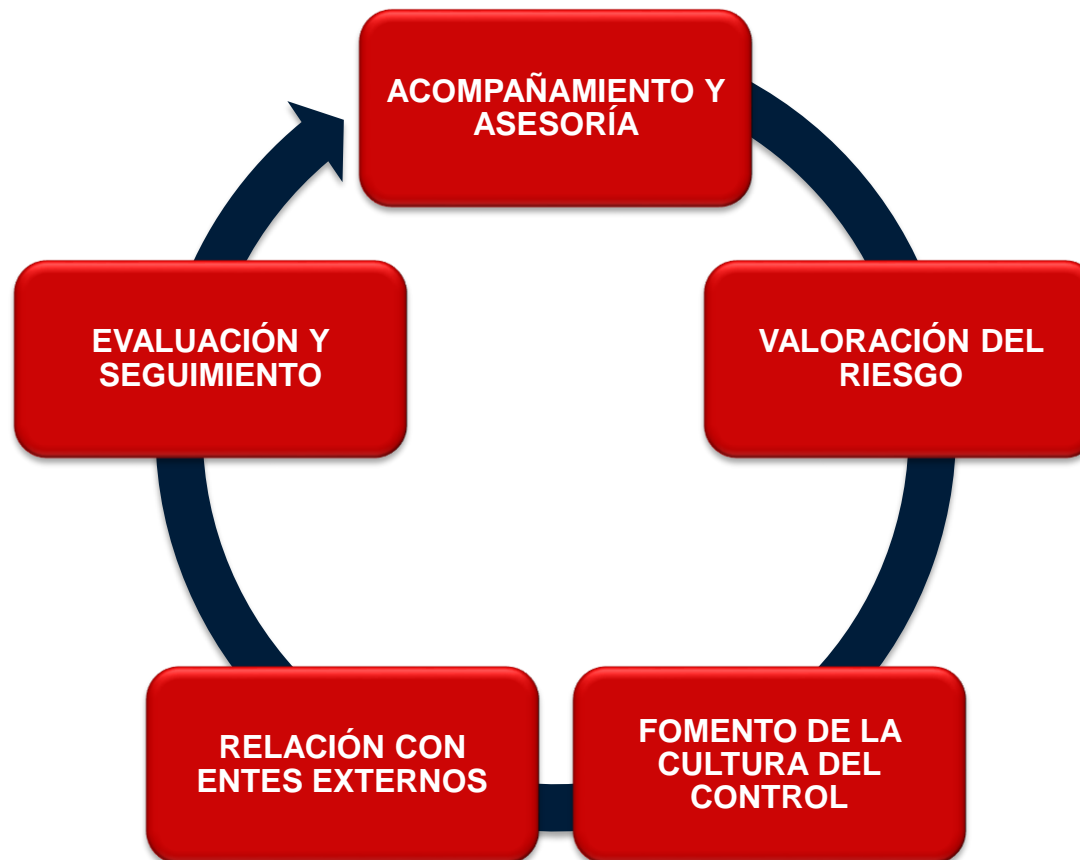 ACOMPAÑAMIENTO Y
ASESORÍA
VALORACIÓN DEL
RIESGO
FOMENTO DE LA
CULTURA DEL
CONTROL
RELACIÓN CON
ENTES EXTERNOS
EVALUACIÓN Y
SEGUIMIENTO